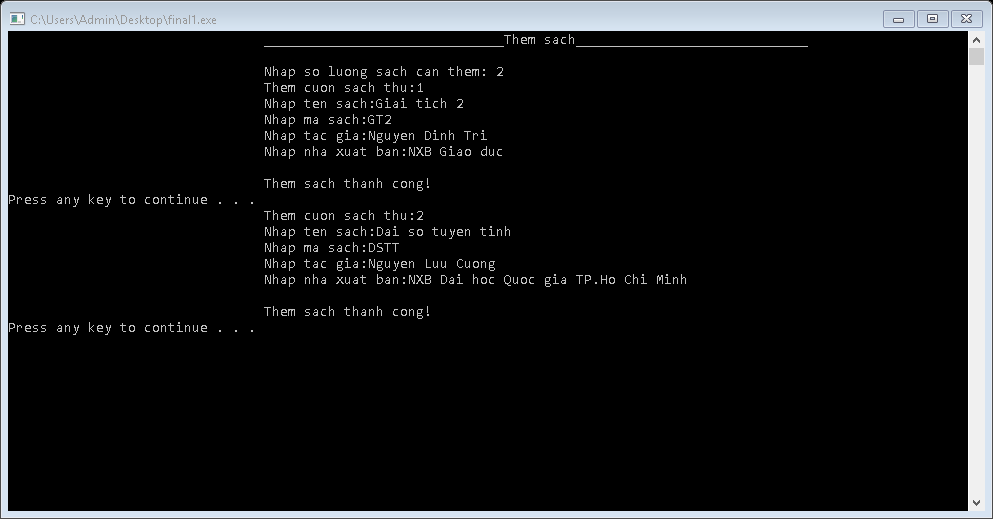 C:\Users\Admin\Desktop\final1.exe
______________________________Them sach_____________________________
Nhap so luong sach can them: 2
Them cuon sach thu:1
Nhap ten sach:Giai tich 2
Nhap ma sach:GT2
Nhap tac gia:Nguyen Dinh Tri
Nhap nha xuat ban:NXB Giao duc
Them sach thanh cong!
Press any key to continue . . .
Them cuon sach thu:2
Nhap ten sach:Dai so tuyen tinh
Nhap ma sach:DSTT
Nhap tac gia:Nguyen Luu Cuong
Nhap nha xuat ban:NXB Dai hoc Quoc gia TP.Ho Chi Minh
Them sach thanh cong!
Press any key to continue . . .